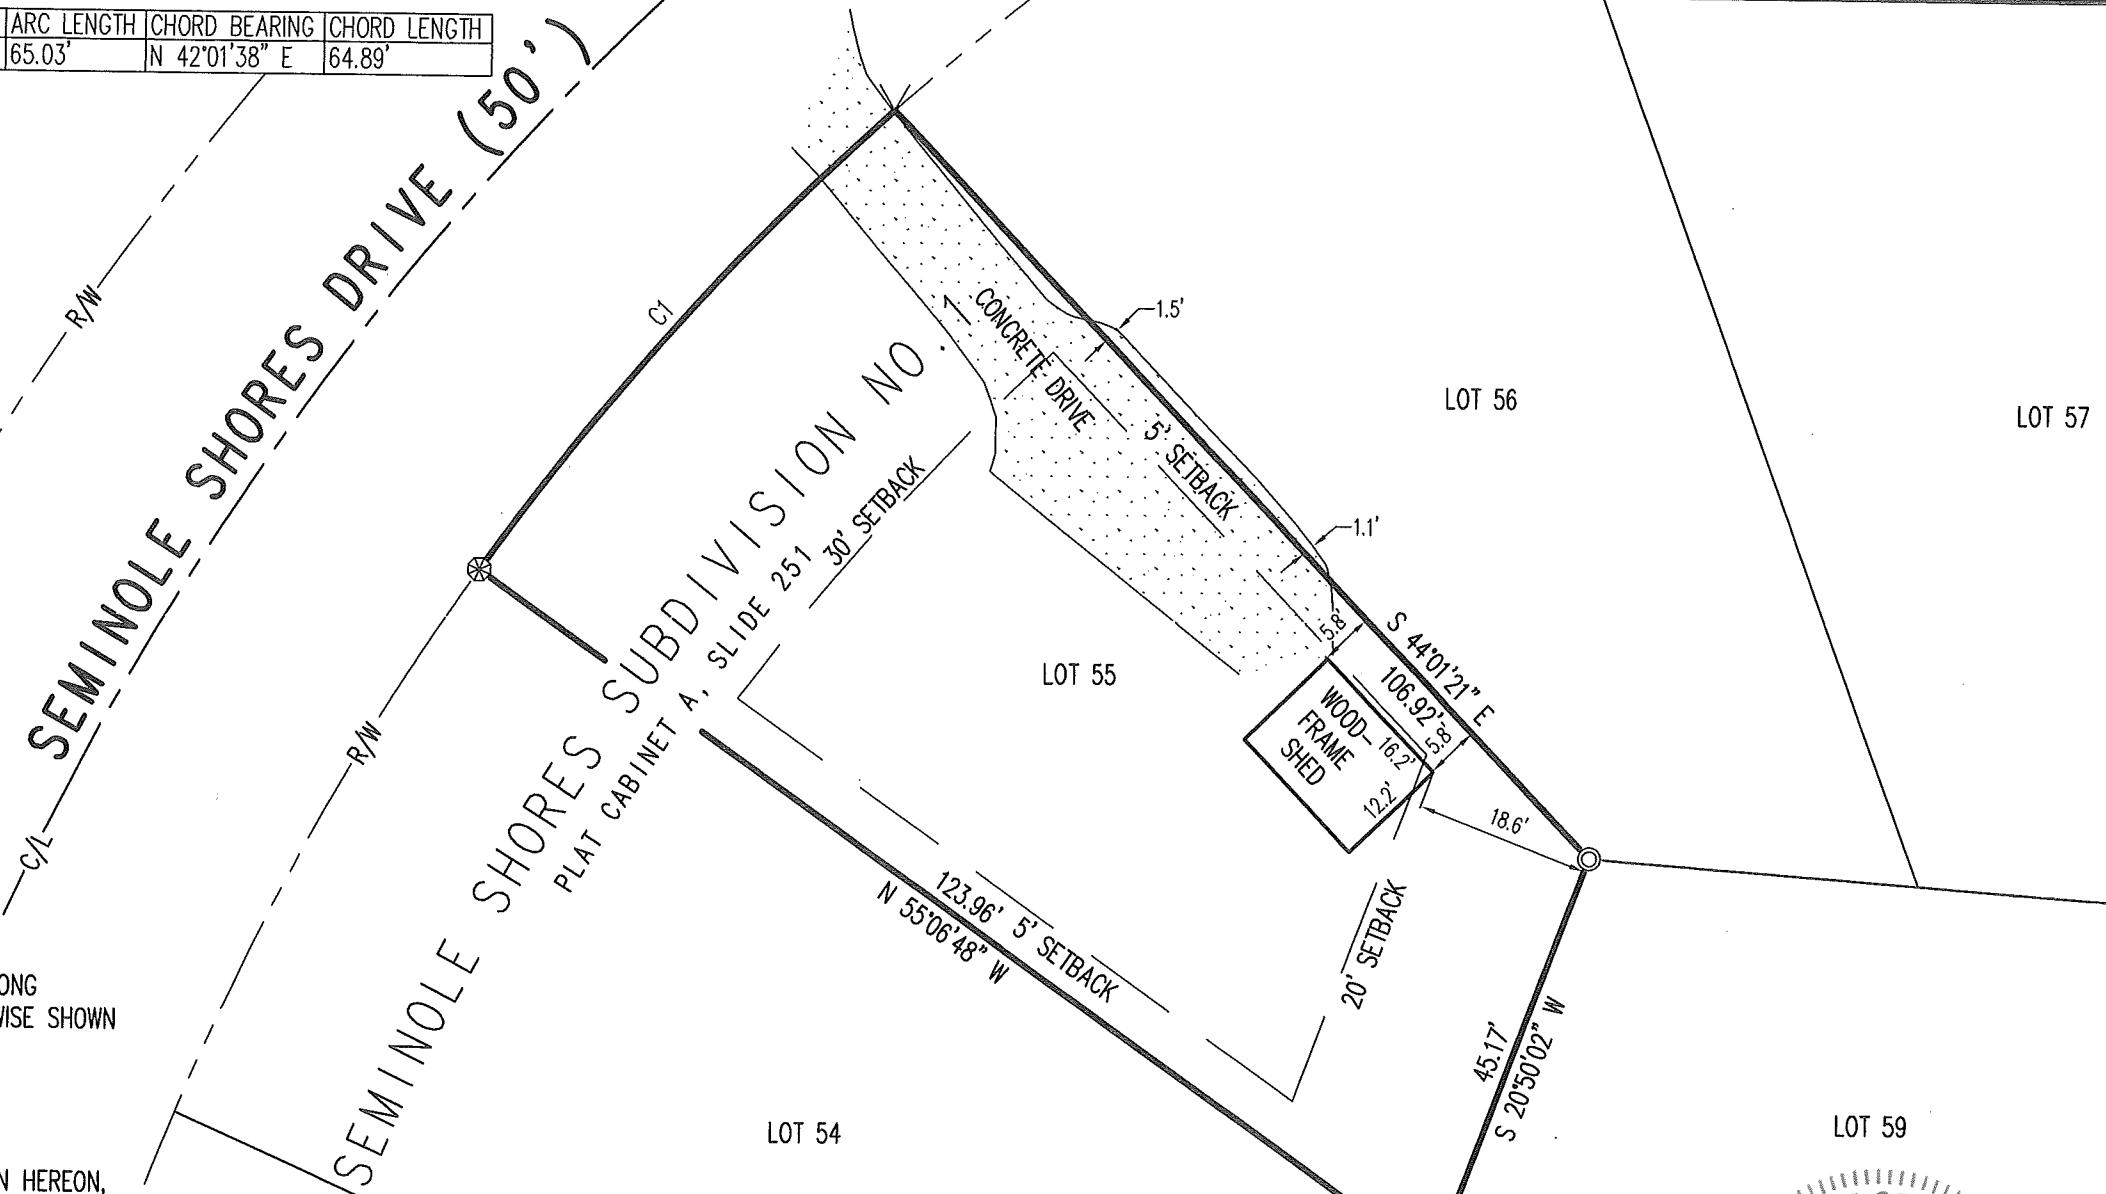 ARC LENGTH CHORD BEARING CHORD LENGTH
65.03' N 42°01'38" E 64.89'
SEMINOLE SHORES DRIVE (50')
R/W
C1
1.5'
CONCRETE DRIVE
SEMINOLE SHORES SUBDIVISION NO. 1
PLAT CABINET A, SLIDE 251
30' SETBACK
5' SETBACK
LOT 56
LOT 57
1.1'
5.8'
S 44°01'21" E
106.92'
LOT 55
WOOD-
FRAME
SHED
16.2'
12.2'
5.8'
18.6'
R/W
C/L
123.96'
5' SETBACK
N 55°06'48" W
20' SETBACK
45.17'
S 20°50'02" W
ONG
WISE SHOWN
LOT 54
LOT 59
N HEREON,